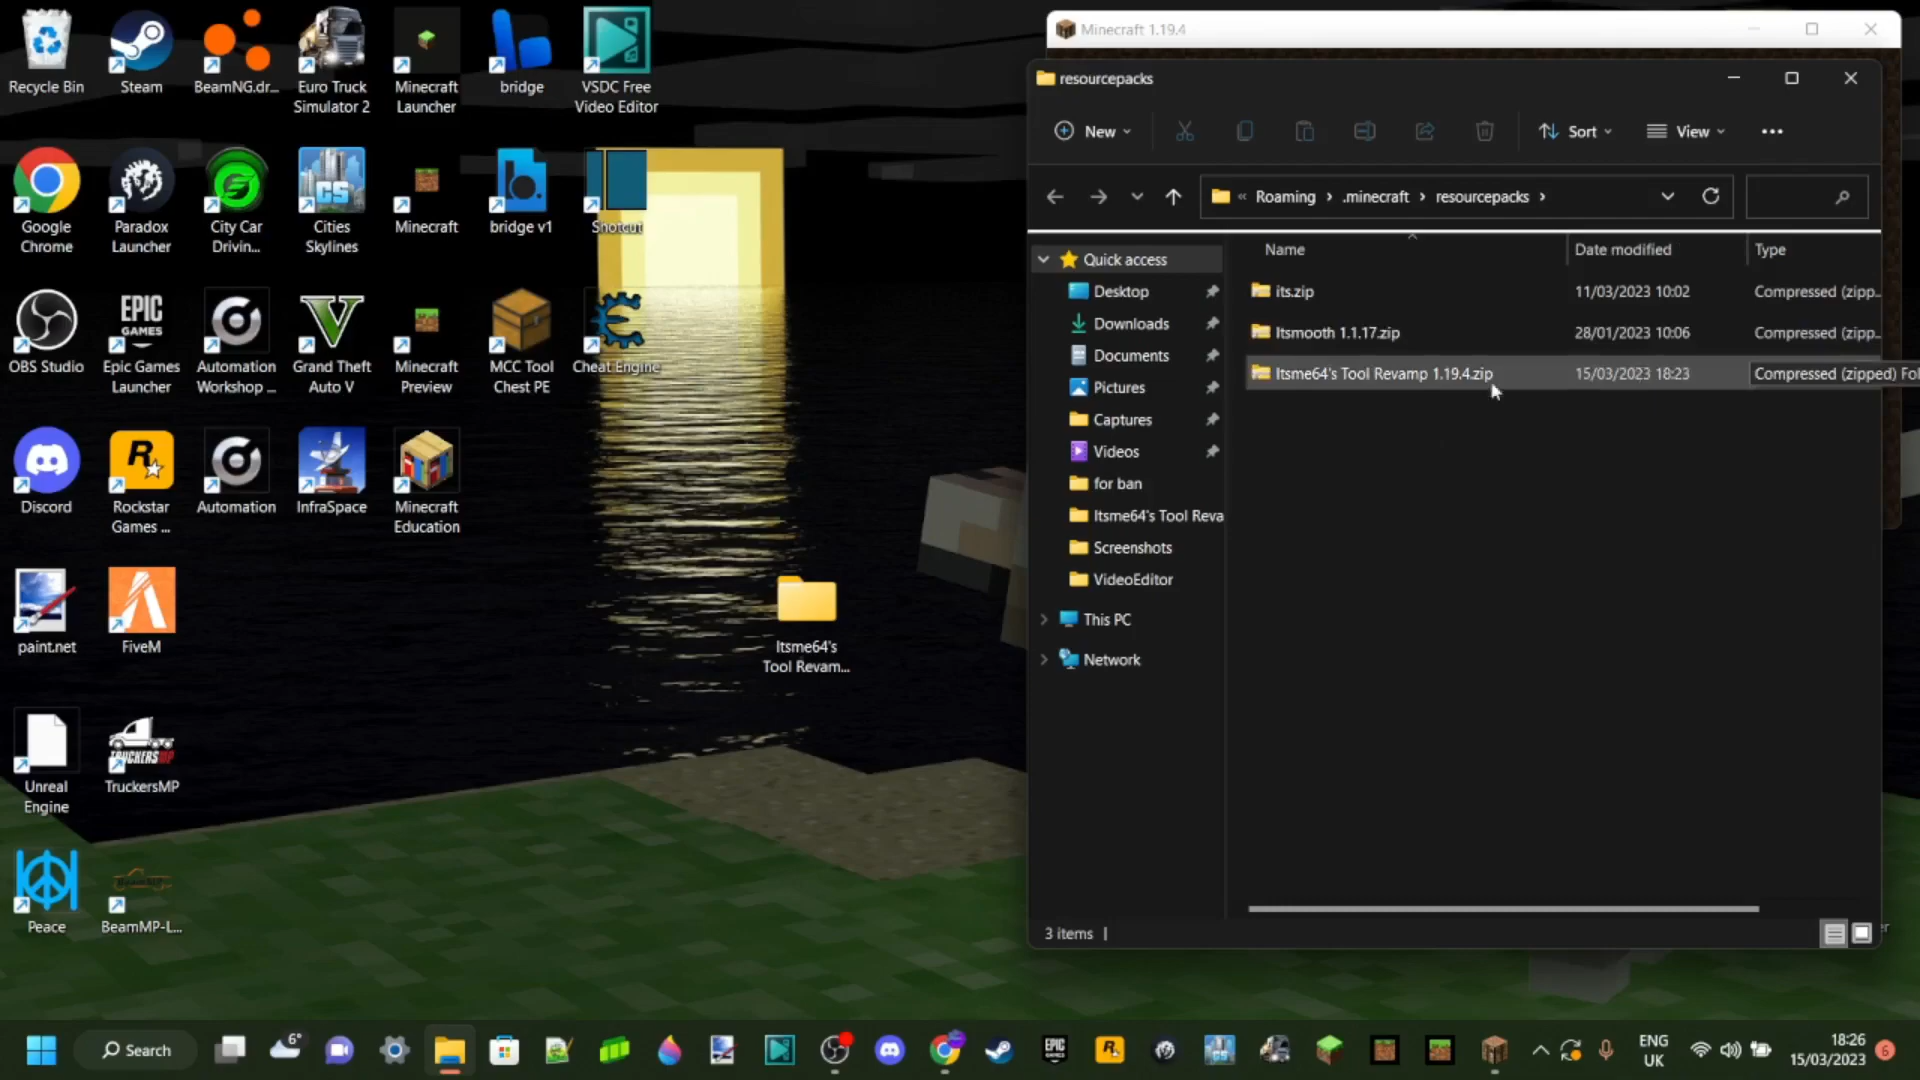 Recycle Bin
Steam
BeamNG.dr...
Euro Truck
Simulator 2
Minecraft
Launcher
bridge
VSDC Free
Video Editor
Google
Chrome
Paradox
Launcher
City Car
Drivin...
Cities
Skylines
Minecraft
bridge v1
Shotcut
OBS Studio
Epic Games
Launcher
Automation
Workshop ...
Grand Theft
Auto V
Minecraft
Preview
MCC Tool
Chest PE
Cheat Engine
Discord
Rockstar
Games ...
Automation
InfraSpace
Minecraft
Education
paint.net
FiveM
Itsme64's
Tool Revam...
Unreal
Engine
TruckersMP
Peace
BeamMP-L...
Minecraft 1.19.4
resourcepacks
New
Sort
View
« Roaming > .minecraft > resourcepacks >
Name
Date modified
Type
Quick access
Desktop
Downloads
Documents
Pictures
Captures
Videos
for ban
Itsme64's Tool Reva
Screenshots
VideoEditor
This PC
Network
its.zip 11/03/2023 10:02 Compressed (zipp...
Itsmooth 1.1.17.zip 28/01/2023 10:06 Compressed (zipp...
Itsme64's Tool Revamp 1.19.4.zip 15/03/2023 18:23 Compressed (zipped) Fol
3 items
Search
6°
ENG
UK
18:26
15/03/2023
6